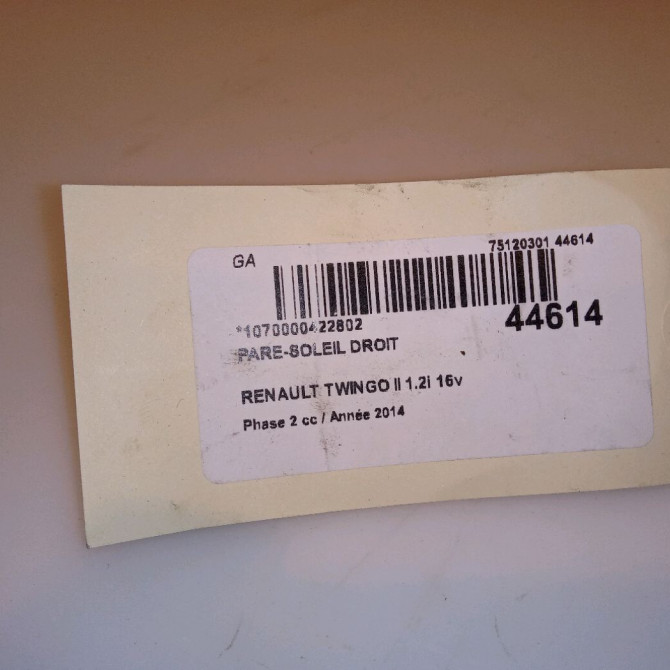 GA
75120301 44614
*1070000422802
44614
PARE-SOLEIL DROIT
RENAULT TWINGO II 1.2i 16v
Phase 2 cc / Année 2014